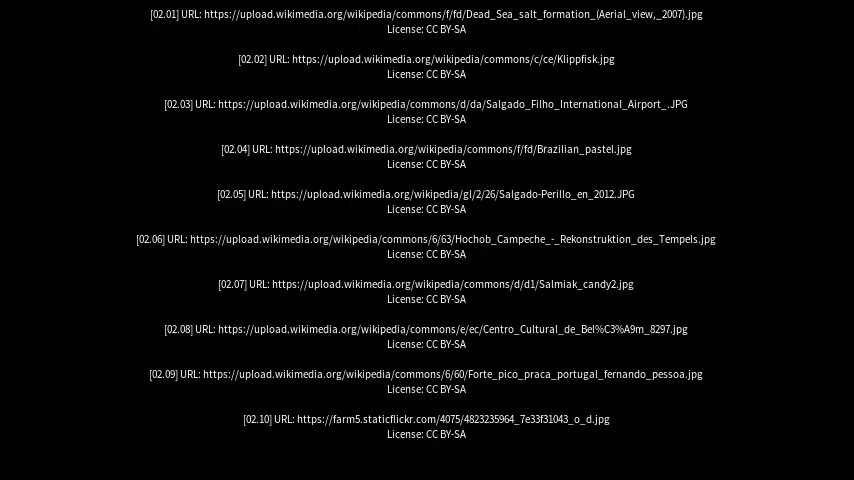 [02.01] URL: https://upload.wikimedia.org/wikipedia/commons/f/fd/Dead_Sea_salt_formation_(Aerial_view,_2007).jpg
License: CC BY-SA
[02.02] URL: https://upload.wikimedia.org/wikipedia/commons/c/ce/Klippfisk.jpg
License: CC BY-SA
[02.03] URL: https://upload.wikimedia.org/wikipedia/commons/d/da/Salgado_Filho_International_Airport_.JPG
License: CC BY-SA
[02.04] URL: https://upload.wikimedia.org/wikipedia/commons/f/fd/Brazilian_pastel.jpg
License: CC BY-SA
[02.05] URL: https://upload.wikimedia.org/wikipedia/gl/2/26/Salgado-Perillo_en_2012.JPG
License: CC BY-SA
[02.06] URL: https://upload.wikimedia.org/wikipedia/commons/6/63/Hochob_Campeche_-_Rekonstruktion_des_Tempels.jpg
License: CC BY-SA
[02.07] URL: https://upload.wikimedia.org/wikipedia/commons/d/d1/Salmiak_candy2.jpg
License: CC BY-SA
[02.08] URL: https://upload.wikimedia.org/wikipedia/commons/e/ec/Centro_Cultural_de_Bel%C3%A9m_8297.jpg
License: CC BY-SA
[02.09] URL: https://upload.wikimedia.org/wikipedia/commons/6/60/Forte_pico_praca_portugal_fernando_pessoa.jpg
License: CC BY-SA
[02.10] URL: https://farm5.staticflickr.com/4075/4823235964_7e33f31043_o_d.jpg
License: CC BY-SA